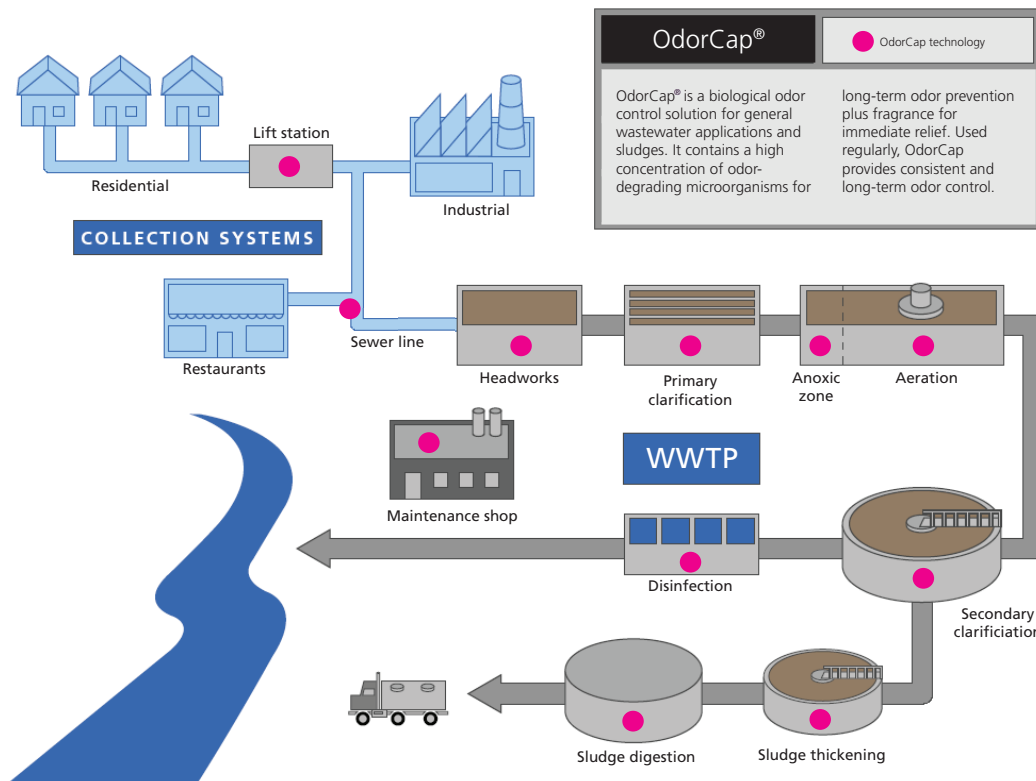 OdorCap®
OdorCap technology
OdorCap® is a biological odor
control solution for general
wastewater applications and
sludges. It contains a high
concentration of odor-
degrading microorganisms for
long-term odor prevention
plus fragrance for
immediate relief. Used
regularly, OdorCap
provides consistent and
long-term odor control.
Lift station
Residential
Industrial
COLLECTION SYSTEMS
Sewer line
Restaurants
Headworks
Primary
clarification
Anoxic
zone
Aeration
WWTP
Maintenance shop
Disinfection
Secondary
clarificiation
Sludge digestion
Sludge thickening